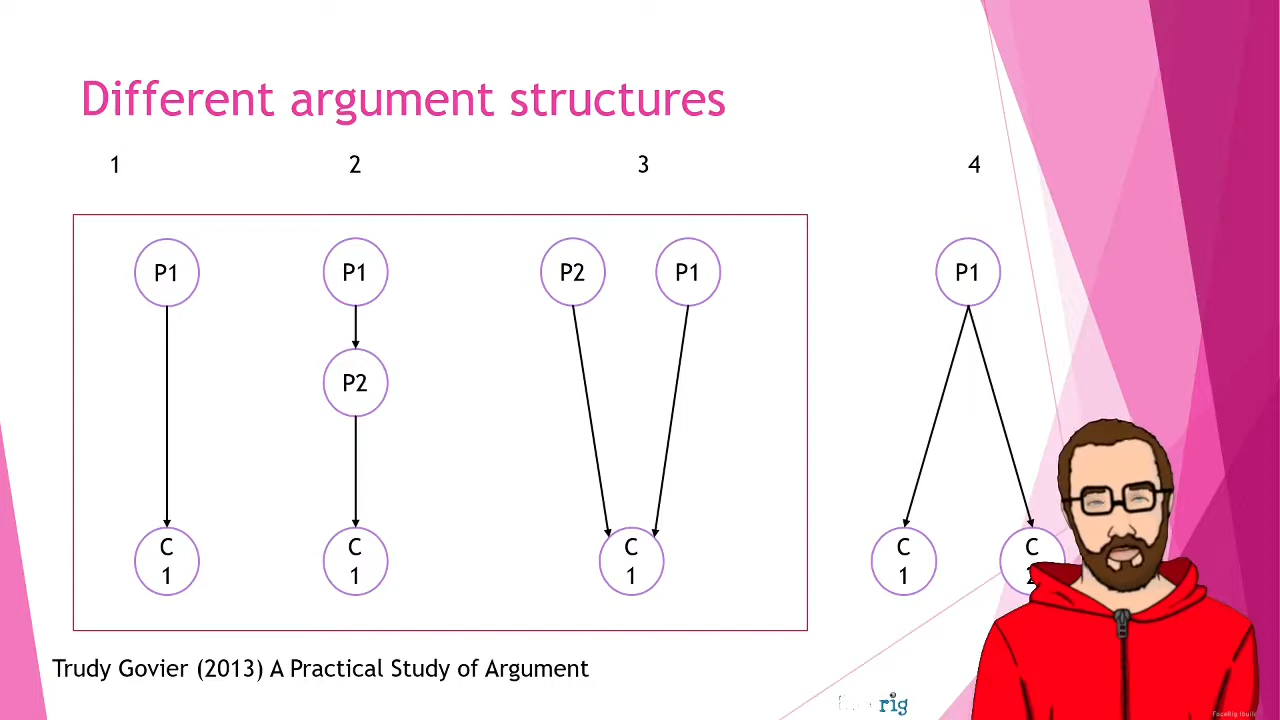 Different argument structures
1 2 3 4
P1 P1 P2 P1 P1
P2
C C C C C
1 1 1 1
Trudy Govier (2013) A Practical Study of Argument
rig